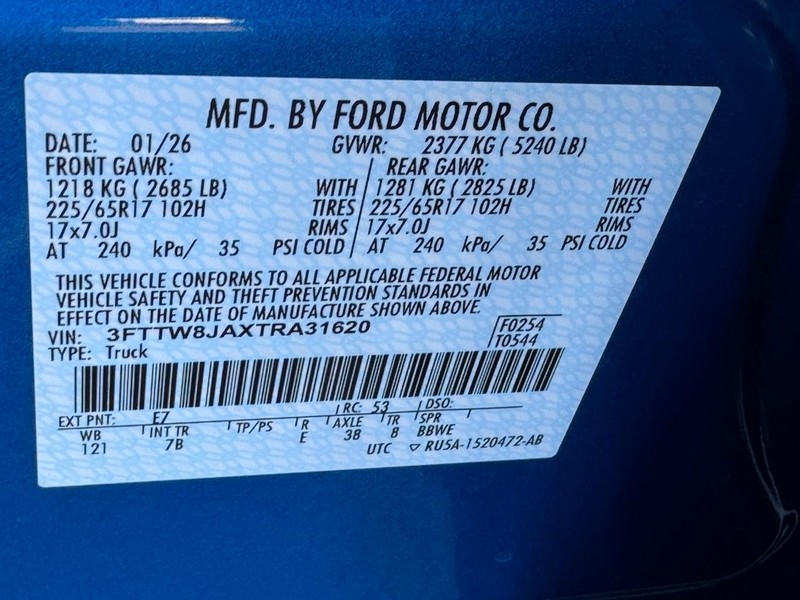 MFD. BY FORD MOTOR CO.
DATE: 01/26 GVWR: 2377 KG ( 5240 LB)
FRONT GAWR: REAR GAWR:
1218 KG ( 2685 LB) WITH 1281 KG ( 2825 LB) WITH
225/65R17 102H TIRES 225/65R17 102H TIRES
17x7.0J RIMS 17x7.0J RIMS
AT 240 kPa/ 35 PSI COLD AT 240 kPa/ 35 PSI COLD
THIS VEHICLE CONFORMS TO ALL APPLICABLE FEDERAL MOTOR
VEHICLE SAFETY AND THEFT PREVENTION STANDARDS IN
EFFECT ON THE DATE OF MANUFACTURE SHOWN ABOVE.
VIN: 3FTTW8JAXTRA31620 F0254
TYPE: Truck T0544
EXT PNT: E7 RC: 53 DSO:
WB INT TR TP/PS R AXLE TR SPR
121 7B E 38 8 BBWE
UTC ▽ RU5A-1520472-AB